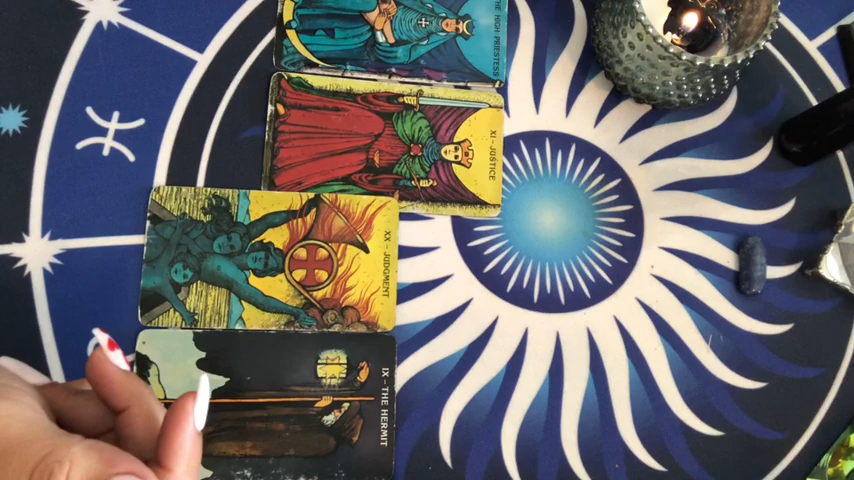 THE HIGH PRIESTESS
XI - JUSTICE
XX - JUDGMENT
IX - THE HERMIT